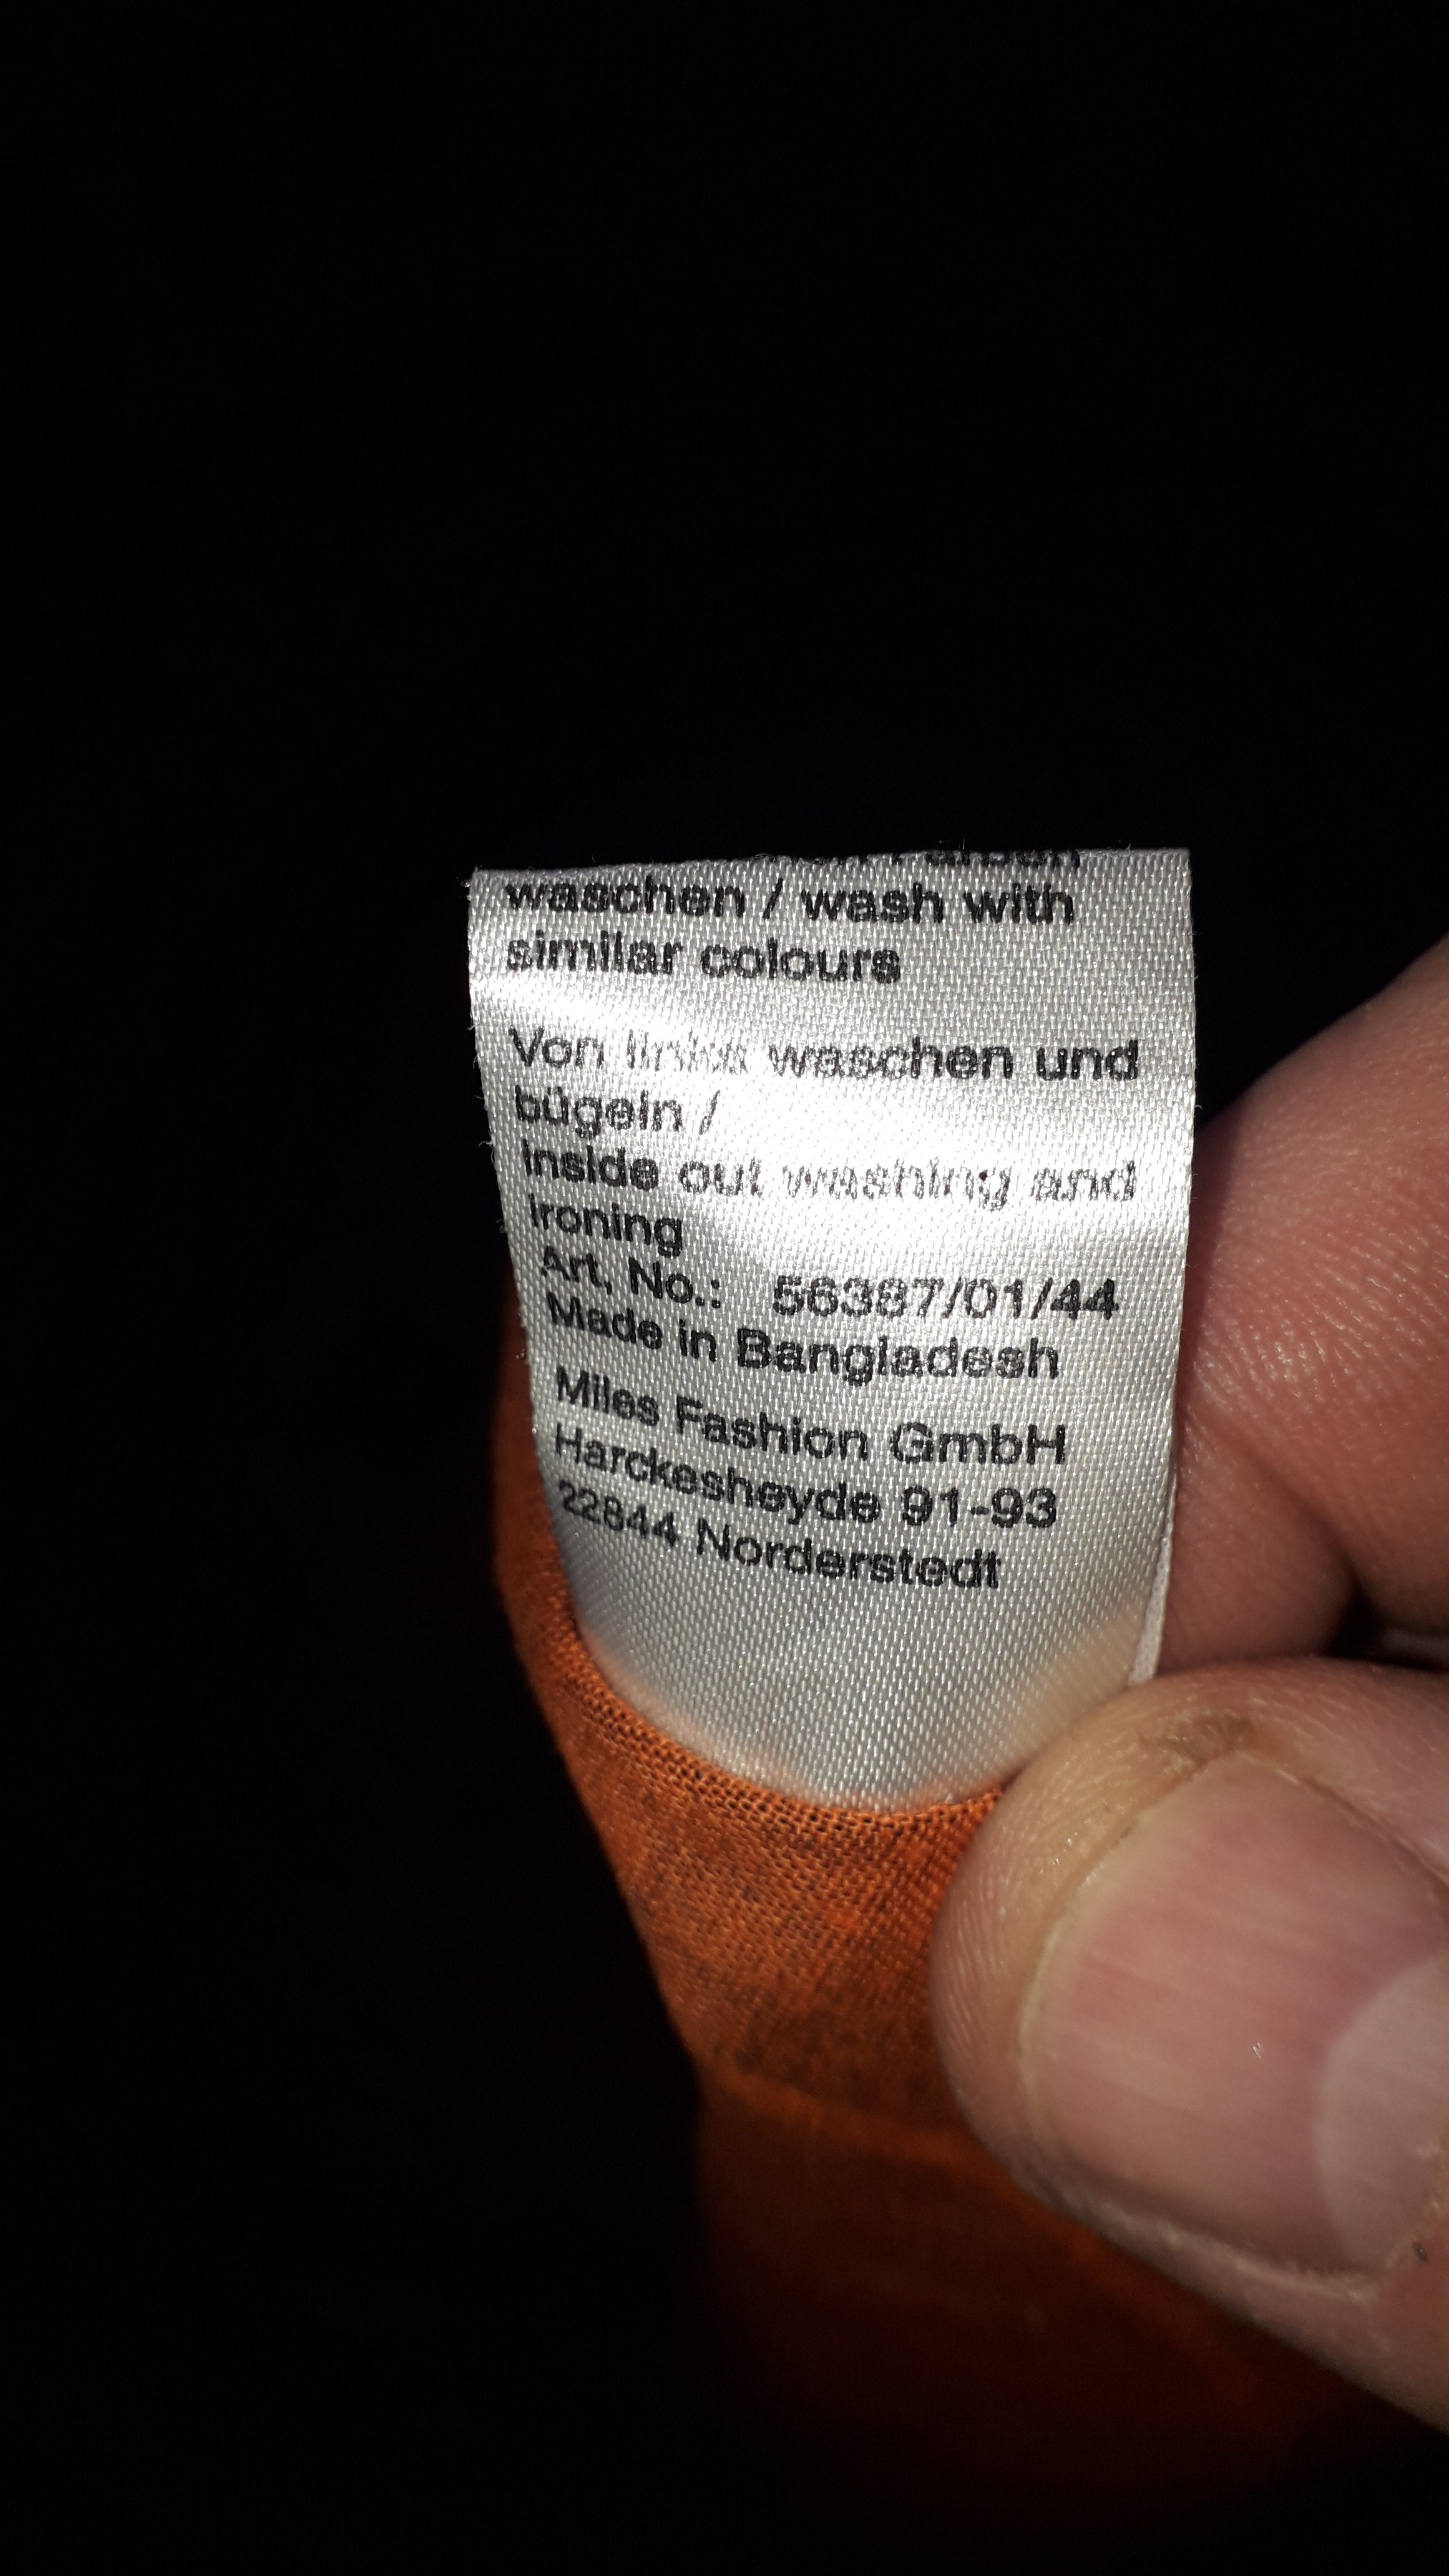 waschen / wash with
similar colours
Von links waschen und
bügeln /
inside out washing and
ironing
Art. No.: 56387/01/44
Made in Bangladesh
Miles Fashion GmbH
Harckesheyde 91-93
22844 Norderstedt